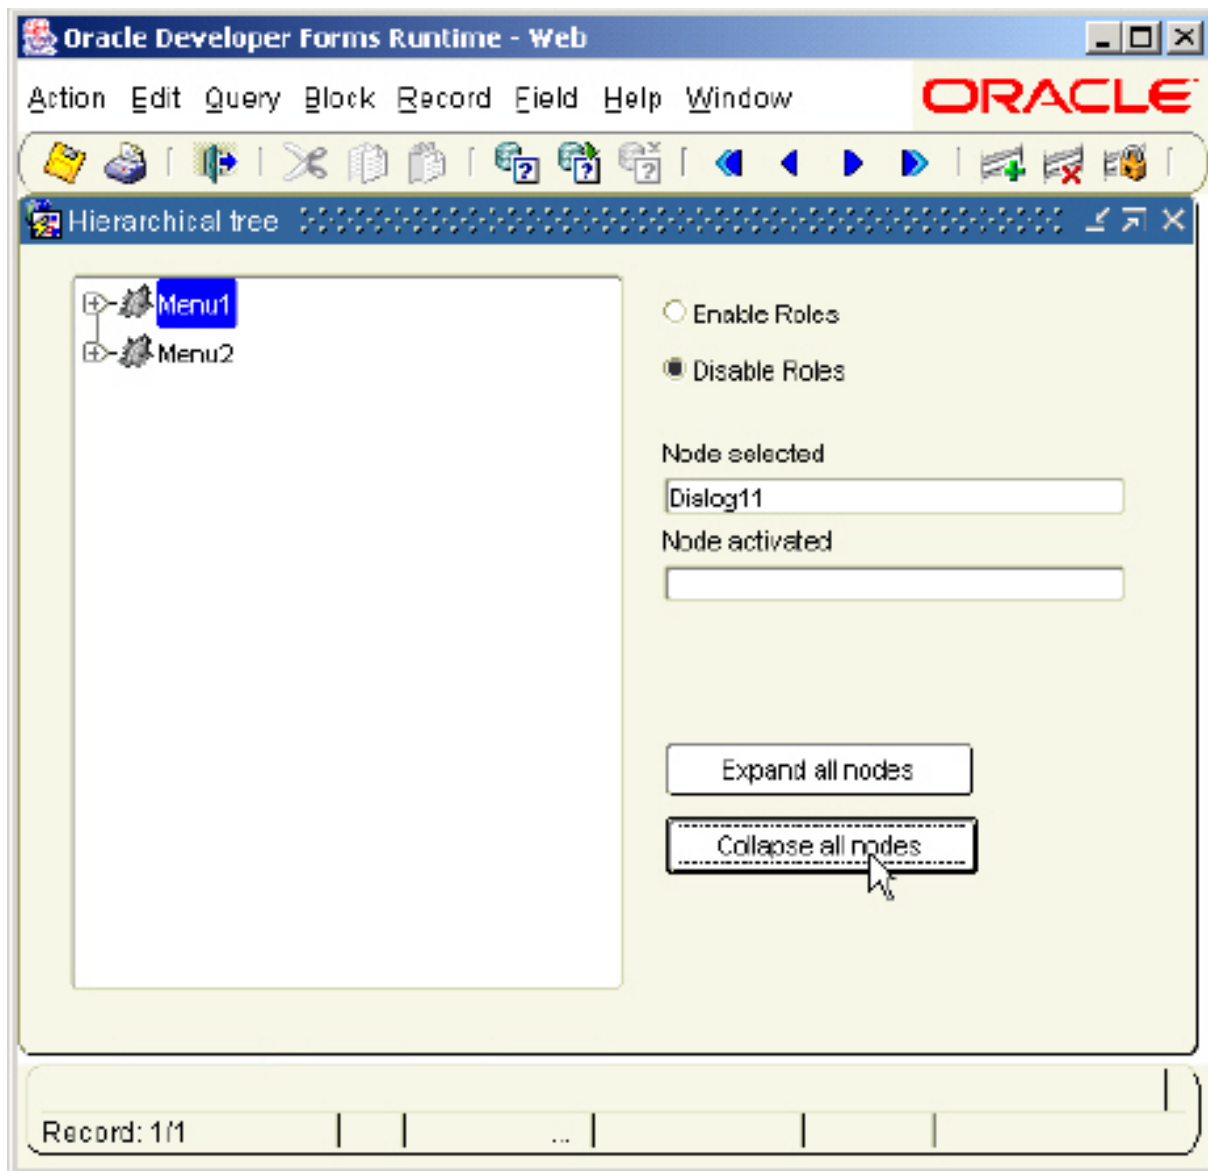 Oracle Developer Forms Runtime - Web
Action Edit Query Block Record Field Help Window ORACLE
Hierarchical tree
Menu1
Menu2
Enable Roles
Disable Roles
Node selected
Dialog11
Node activated
Expand all nodes
Collapse all nodes
Record: 1/1 ...